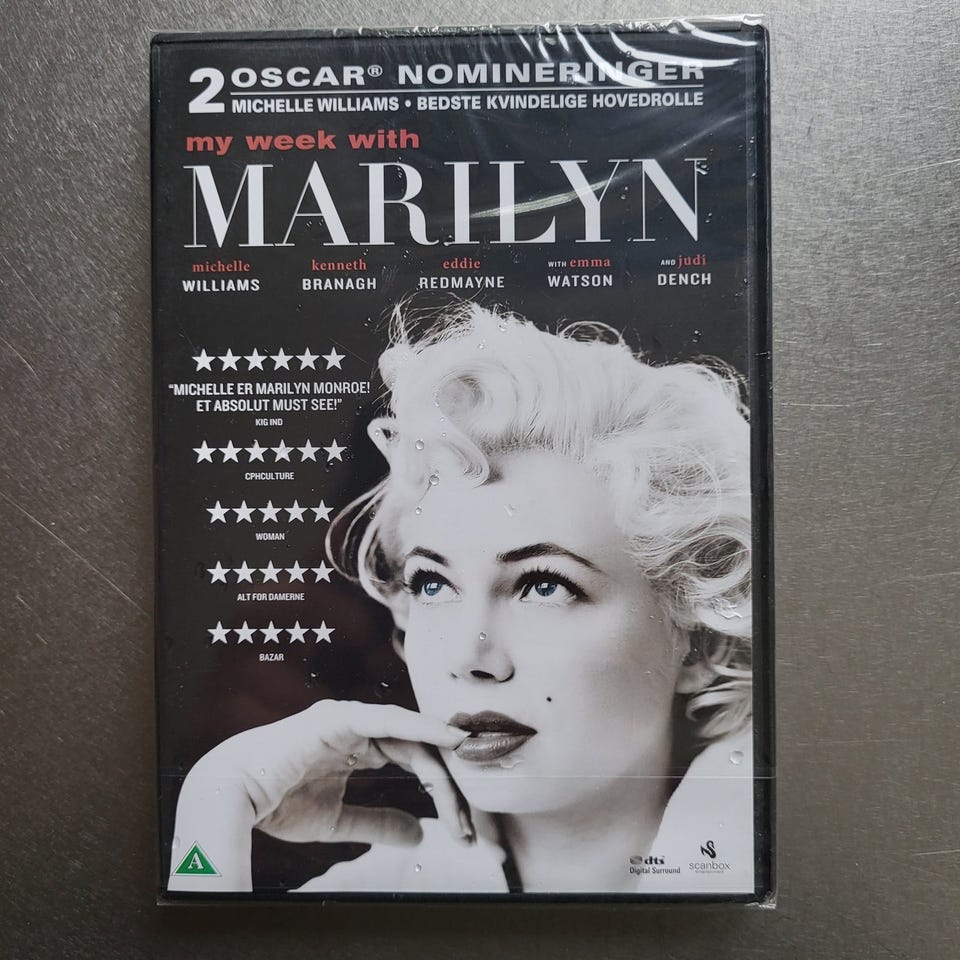 2 OSCAR® NOMINERINGER
MICHELLE WILLIAMS • BEDSTE KVINDELIGE HOVEDROLLE
my week with
MARILYN
michelle WILLIAMS
kenneth BRANAGH
eddie REDMAYNE
WITH emma WATSON
AND judi DENCH
"MICHELLE ER MARILYN MONROE!
ET ABSOLUT MUST SEE!"
KIG IND
CPHCULTURE
WOMAN
ALT FOR DAMERNE
BAZAR
A
dts
Digital Surround
scanbox